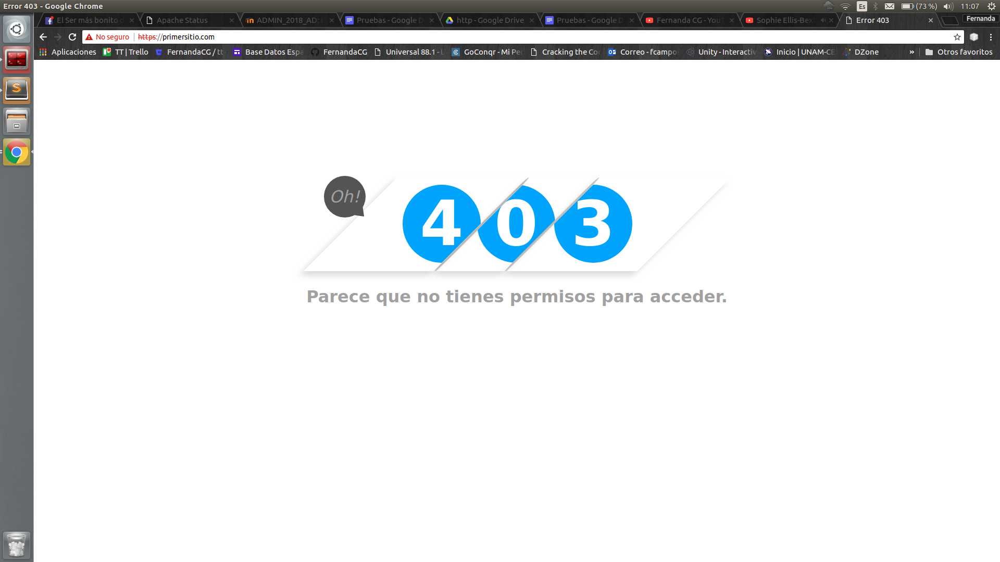 Error 403 - Google Chrome
Es
(73 %)
11:07
El Ser más bonito d
Apache Status
ADMIN_2018_AD:
Pruebas - Google D
http - Google Drive
Pruebas - Google D
Fernanda CG - YouT
Sophie Ellis-Bex
Error 403
Fernanda
No seguro
https://primersitio.com
Aplicaciones
TT | Trello
FernandaCG / tt
Base Datos Espa
FernandaCG
Universal 88.1 - L
GoConqr - Mi Per
Cracking the Co
Correo - fcampos
Unity - Interactiv
Inicio | UNAM-CE
DZone
»
Otros favoritos
Oh!
403
Parece que no tienes permisos para acceder.